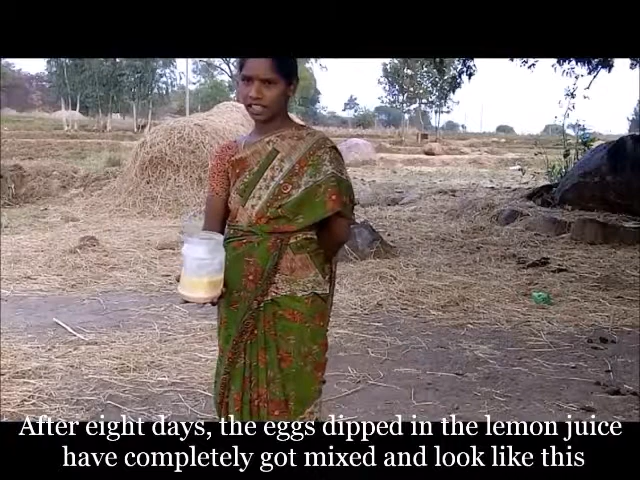 After eight days, the eggs dipped in the lemon juice
have completely got mixed and look like this